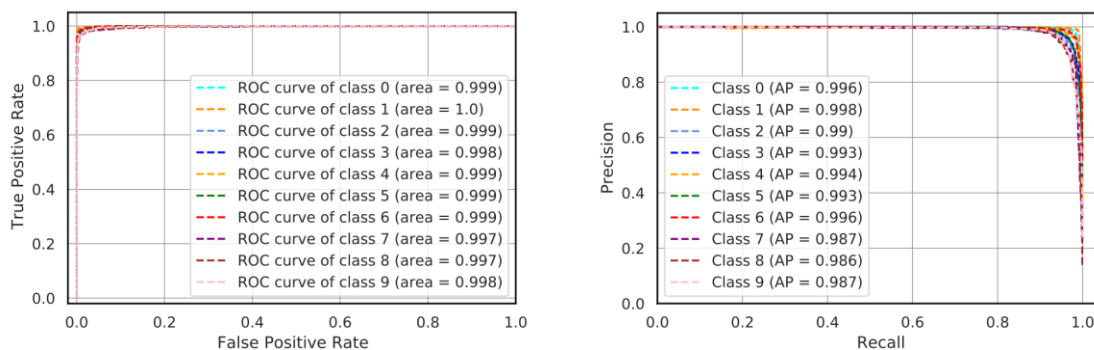 True Positive Rate
1.0
0.8
0.6
0.4
0.2
0.0
ROC curve of class 0 (area = 0.999)
ROC curve of class 1 (area = 1.0)
ROC curve of class 2 (area = 0.999)
ROC curve of class 3 (area = 0.998)
ROC curve of class 4 (area = 0.999)
ROC curve of class 5 (area = 0.999)
ROC curve of class 6 (area = 0.999)
ROC curve of class 7 (area = 0.997)
ROC curve of class 8 (area = 0.997)
ROC curve of class 9 (area = 0.998)
0.0 0.2 0.4 0.6 0.8 1.0
False Positive Rate
Precision
1.0
0.8
0.6
0.4
0.2
0.0
Class 0 (AP = 0.996)
Class 1 (AP = 0.998)
Class 2 (AP = 0.99)
Class 3 (AP = 0.993)
Class 4 (AP = 0.994)
Class 5 (AP = 0.993)
Class 6 (AP = 0.996)
Class 7 (AP = 0.987)
Class 8 (AP = 0.986)
Class 9 (AP = 0.987)
0.0 0.2 0.4 0.6 0.8 1.0
Recall